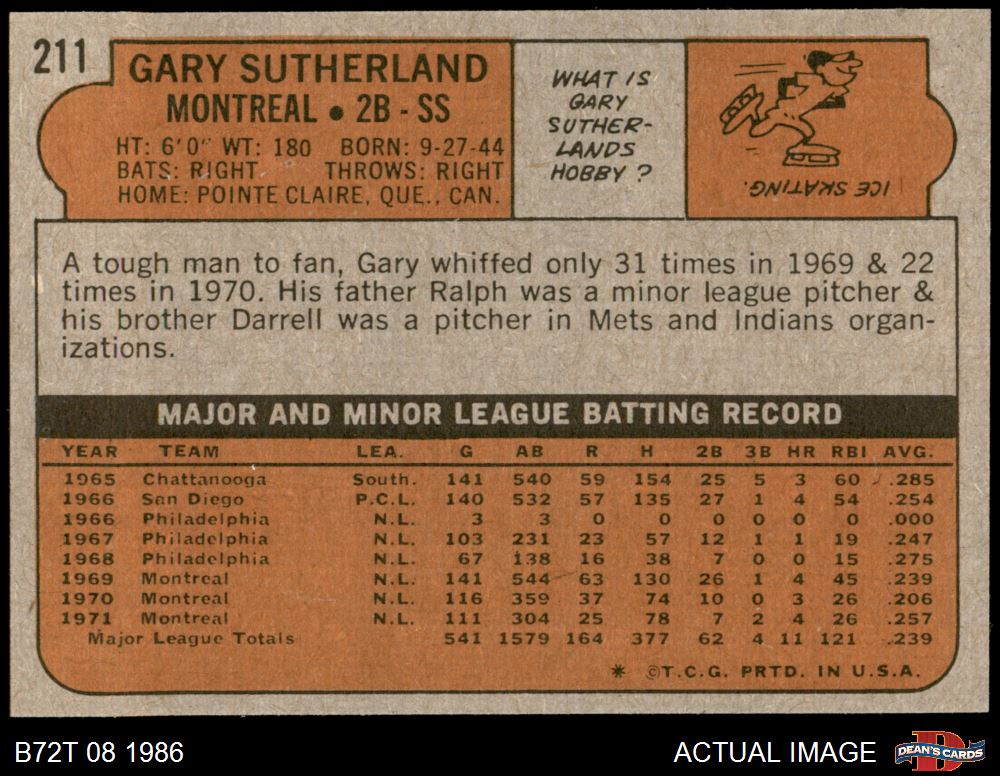 211
GARY SUTHERLAND
MONTREAL • 2B - SS
HT: 6'0" WT: 180 BORN: 9-27-44
BATS: RIGHT THROWS: RIGHT
HOME: POINTE CLAIRE, QUE., CAN.
WHAT IS
GARY
SUTHER-
LANDS
HOBBY ?
ICE SKATING.
A tough man to fan, Gary whiffed only 31 times in 1969 & 22
times in 1970. His father Ralph was a minor league pitcher &
his brother Darrell was a pitcher in Mets and Indians organ-
izations.
MAJOR AND MINOR LEAGUE BATTING RECORD
YEAR TEAM LEA. G AB R H 2B 3B HR RBI AVG.
1965 Chattanooga South. 141 540 59 154 25 5 3 60 .285
1966 San Diego P.C.L. 140 532 57 135 27 1 4 54 .254
1966 Philadelphia N.L. 3 3 0 0 0 0 0 0 .000
1967 Philadelphia N.L. 103 231 23 57 12 1 1 19 .247
1968 Philadelphia N.L. 67 138 16 38 7 0 0 15 .275
1969 Montreal N.L. 141 544 63 130 26 1 4 45 .239
1970 Montreal N.L. 116 359 37 74 10 0 3 26 .206
1971 Montreal N.L. 111 304 25 78 7 2 4 26 .257
Major League Totals 541 1579 164 377 62 4 11 121 .239
* ©T.C.G. PRTD. IN U.S.A.
B72T 08 1986
ACTUAL IMAGE
DEAN'S CARDS